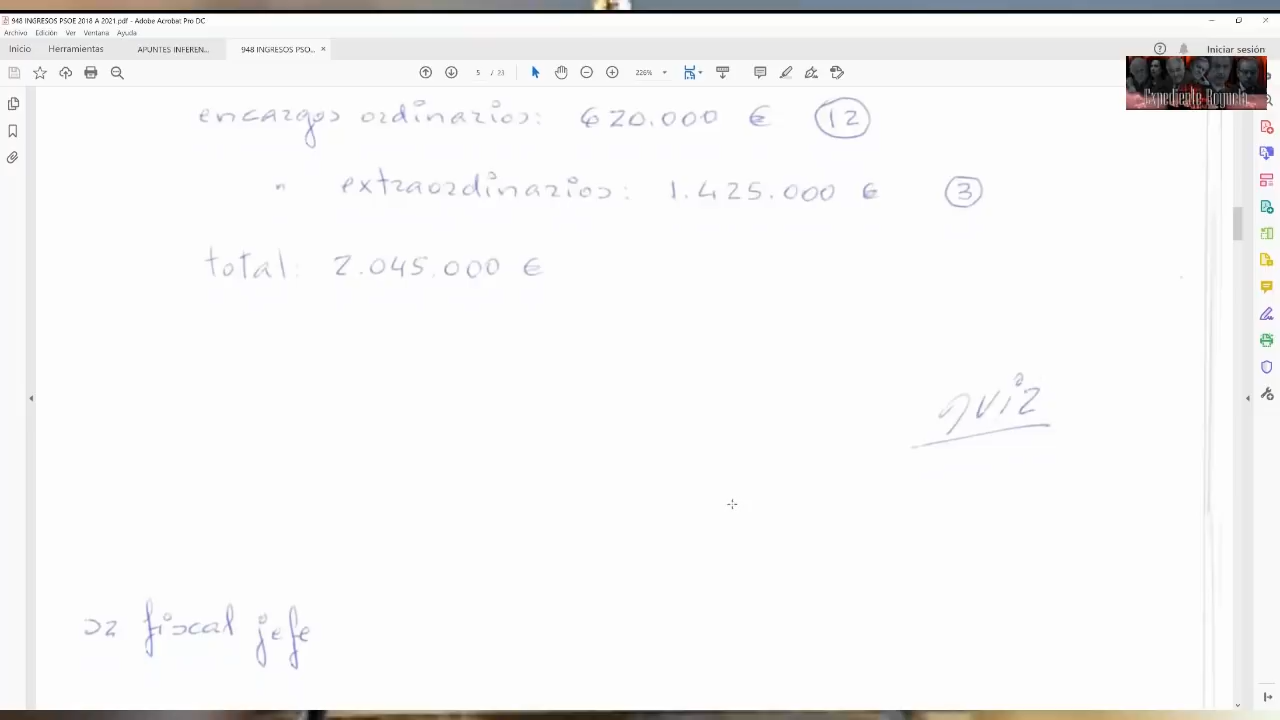 948 INGRESOS PSOE 2018 A 2021.pdf - Adobe Acrobat Pro DC
Archivo Edición Ver Ventana Ayuda
Inicio Herramientas APUNTES INFEREN... 948 INGRESOS PSO... × Iniciar sesión
5 / 23 226%
Expediente Royuela
encargos ordinarios: 620.000 € 12
" extraordinarios: 1.425.000 € 3
total: 2.045.000 €
fiscal jefe